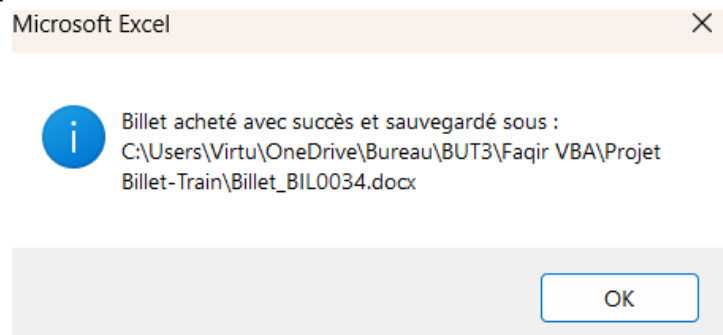 Microsoft Excel
Billet acheté avec succès et sauvegardé sous :
C:\Users\Virtu\OneDrive\Bureau\BUT3\Faqir VBA\Projet
Billet-Train\Billet_BIL0034.docx
OK